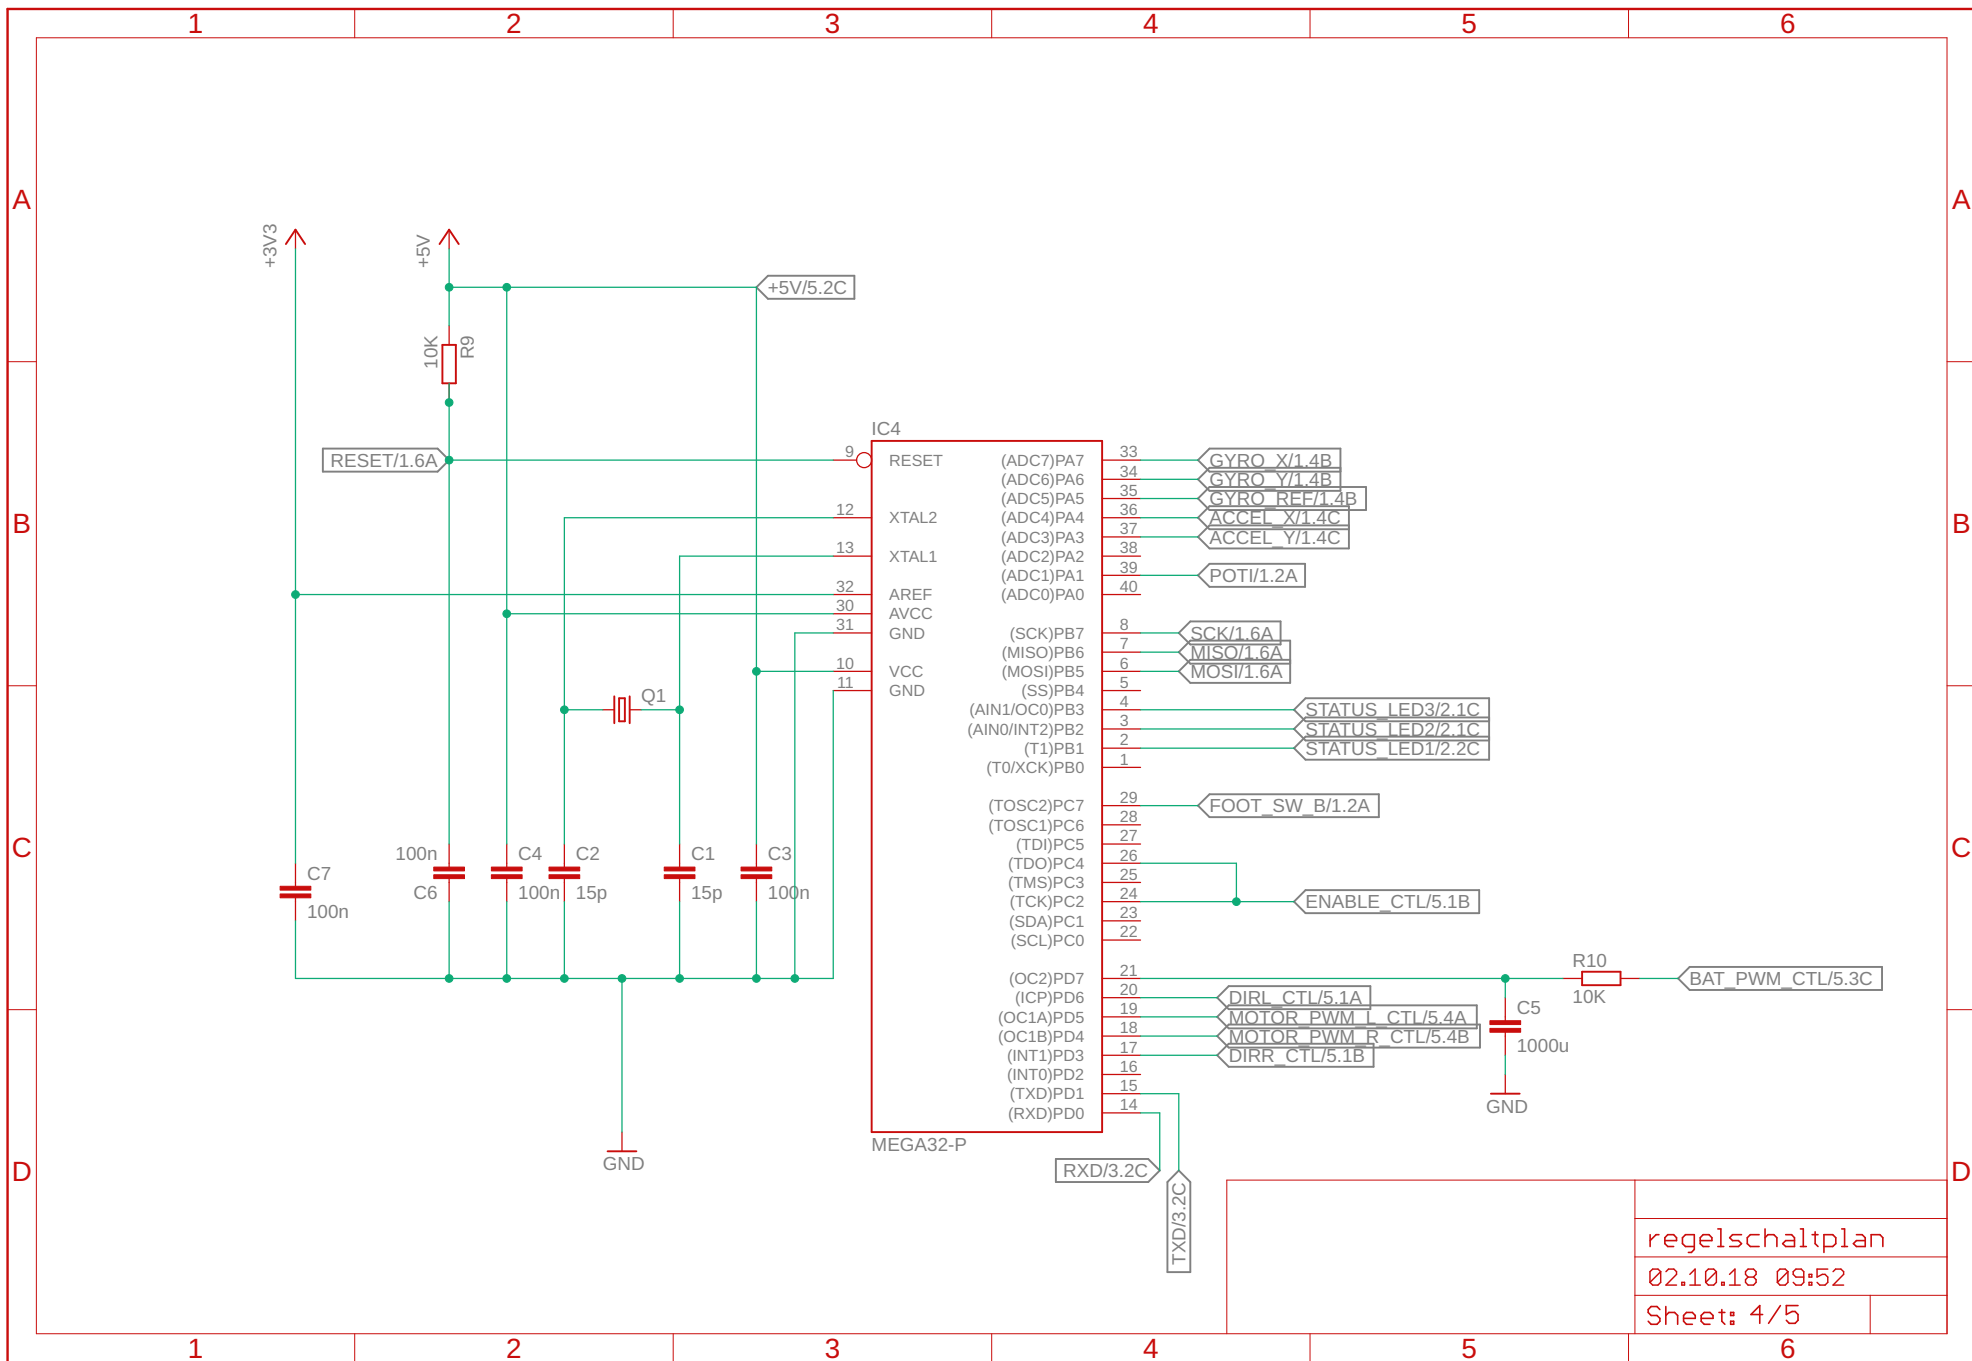 1 2 3 4 5 6
A A
+3V3
+5V
+5V/5.2C
10K
R9
IC4
RESET/1.6A
9 RESET
12 XTAL2
13 XTAL1
32 AREF
30 AVCC
31 GND
10 VCC
11 GND
(ADC7)PA7 33 GYRO_X/1.4B
(ADC6)PA6 34 GYRO_Y/1.4B
(ADC5)PA5 35 GYRO_REF/1.4B
(ADC4)PA4 36 ACCEL_X/1.4C
(ADC3)PA3 37 ACCEL_Y/1.4C
(ADC2)PA2 38
(ADC1)PA1 39 POTI/1.2A
(ADC0)PA0 40
B B
(SCK)PB7 8 SCK/1.6A
(MISO)PB6 7 MISO/1.6A
(MOSI)PB5 6 MOSI/1.6A
(SS)PB4 5
(AIN1/OC0)PB3 4 STATUS_LED3/2.1C
(AIN0/INT2)PB2 3 STATUS_LED2/2.1C
(T1)PB1 2 STATUS_LED1/2.2C
(T0/XCK)PB0 1
Q1
(TOSC2)PC7 29 FOOT_SW_B/1.2A
(TOSC1)PC6 28
(TDI)PC5 27
(TDO)PC4 26
(TMS)PC3 25
(TCK)PC2 24 ENABLE_CTL/5.1B
(SDA)PC1 23
(SCL)PC0 22
C C
C7
100n
100n
C6
C4
100n
C2
15p
C1
15p
C3
100n
(OC2)PD7 21
(ICP)PD6 20 DIRL_CTL/5.1A
(OC1A)PD5 19 MOTOR_PWM_L_CTL/5.4A
(OC1B)PD4 18 MOTOR_PWM_R_CTL/5.4B
(INT1)PD3 17 DIRR_CTL/5.1B
(INT0)PD2 16
(TXD)PD1 15
(RXD)PD0 14
R10
10K
BAT_PWM_CTL/5.3C
C5
1000u
GND
MEGA32-P
GND
D D
RXD/3.2C
TXD/3.2C
regelschaltplan
02.10.18 09:52
Sheet: 4/5
1 2 3 4 5 6